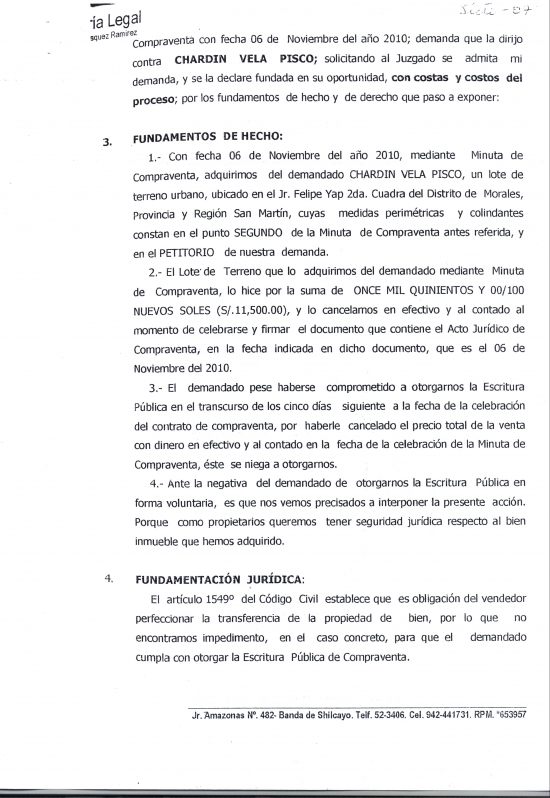 Siete - 07
ía Legal
squez Ramírez
Compraventa con fecha 06 de Noviembre del año 2010; demanda que la dirijo
contra CHARDIN VELA PISCO; solicitando al Juzgado se admita mi
demanda, y se la declare fundada en su oportunidad, con costas y costos del
proceso; por los fundamentos de hecho y de derecho que paso a exponer:
3. FUNDAMENTOS DE HECHO:
1.- Con fecha 06 de Noviembre del año 2010, mediante Minuta de
Compraventa, adquirimos del demandado CHARDIN VELA PISCO, un lote de
terreno urbano, ubicado en el Jr. Felipe Yap 2da. Cuadra del Distrito de Morales,
Provincia y Región San Martín, cuyas medidas perimétricas y colindantes
constan en el punto SEGUNDO de la Minuta de Compraventa antes referida, y
en el PETITORIO de nuestra demanda.
2.- El Lote de Terreno que lo adquirimos del demandado mediante Minuta
de Compraventa, lo hice por la suma de ONCE MIL QUINIENTOS Y 00/100
NUEVOS SOLES (S/.11,500.00), y lo cancelamos en efectivo y al contado al
momento de celebrarse y firmar el documento que contiene el Acto Jurídico de
Compraventa, en la fecha indicada en dicho documento, que es el 06 de
Noviembre del 2010.
3.- El demandado pese haberse comprometido a otorgarnos la Escritura
Pública en el transcurso de los cinco días siguiente a la fecha de la celebración
del contrato de compraventa, por haberle cancelado el precio total de la venta
con dinero en efectivo y al contado en la fecha de la celebración de la Minuta de
Compraventa, éste se niega a otorgarnos.
4.- Ante la negativa del demandado de otorgarnos la Escritura Pública en
forma voluntaria, es que nos vemos precisados a interponer la presente acción.
Porque como propietarios queremos tener seguridad jurídica respecto al bien
inmueble que hemos adquirido.
4. FUNDAMENTACIÓN JURÍDICA:
El artículo 1549º del Código Civil establece que es obligación del vendedor
perfeccionar la transferencia de la propiedad de bien, por lo que no
encontramos impedimento, en el caso concreto, para que el demandado
cumpla con otorgar la Escritura Pública de Compraventa.
Jr. Amazonas Nº. 482- Banda de Shilcayo. Telf. 52-3406. Cel. 942-441731. RPM. *653957